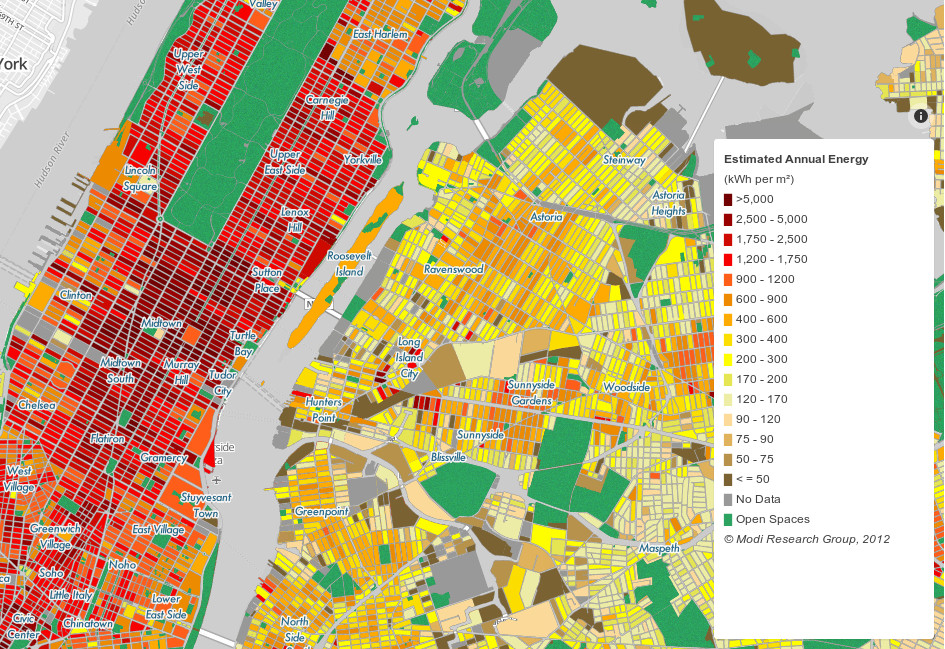 Valley
Hudson
9TH ST
York
East Harlem
Upper
West
Side
Carnegie
Hill
Hudson River
Upper
East Side
Yorkville
Lincoln
Square
Steinway
Astoria
Heights
Lenox
Hill
Astoria
Roosevelt
Island
Ravenswood
Sutton
Place
Clinton
N
Midtown
Turtle
Bay
Long
Island
City
Midtown
South
Murray
Hill
Tudor
City
Sunnyside
Gardens
Woodside
Chelsea
Hunters
Point
Flatiron
Sunnyside
side
ta
Gramercy
Blissville
West
Village
Stuyvesant
Town
Greenpoint
Greenwich
Village
East Village
Maspeth
Noho
Soho
ca
Little Italy
Lower
East Side
Civic
Center
Chinatown
North
Side
i
Estimated Annual Energy
(kWh per m²)
>5,000
2,500 - 5,000
1,750 - 2,500
1,200 - 1,750
900 - 1200
600 - 900
400 - 600
300 - 400
200 - 300
170 - 200
120 - 170
90 - 120
75 - 90
50 - 75
< = 50
No Data
Open Spaces
© Modi Research Group, 2012